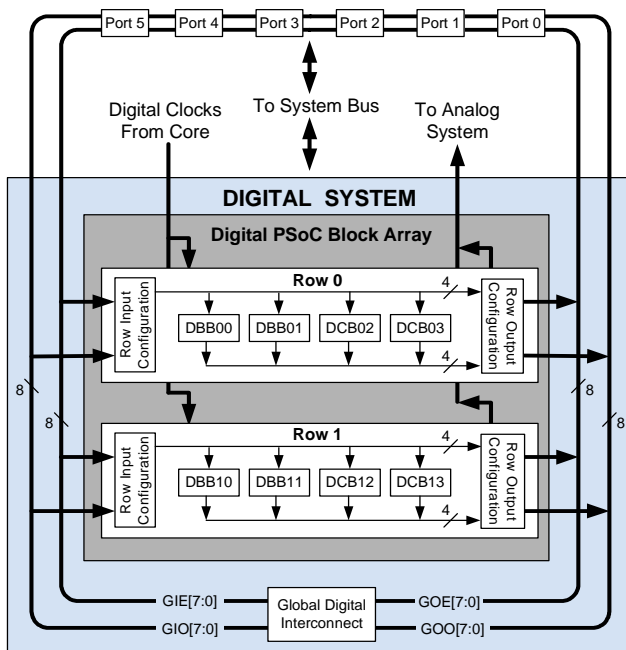 Port 5 Port 4 Port 3 Port 2 Port 1 Port 0
Digital Clocks
From Core
To System Bus
To Analog
System
DIGITAL SYSTEM
Digital PSoC Block Array
Row 0
4
Row Input
Configuration
DBB00 DBB01 DCB02 DCB03
4
Row Output
Configuration
8 8 8 8
Row 1
4
Row Input
Configuration
DBB10 DBB11 DCB12 DCB13
4
Row Output
Configuration
GIE[7:0]
GIO[7:0]
Global Digital
Interconnect
GOE[7:0]
GOO[7:0]